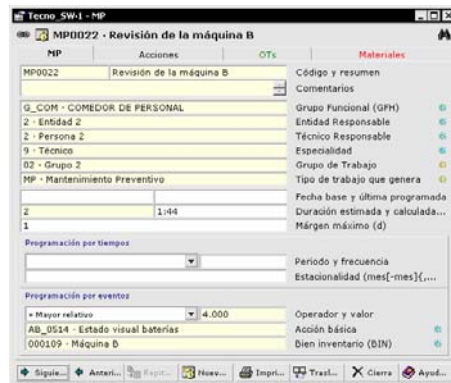 Tecno_SW-1 - MP
MP0022 - Revisión de la máquina B
MP Acciones OTs Materiales
MP0022 Revisión de la máquina B Código y resumen
Comentarios
G_COM - COMEDOR DE PERSONAL Grupo Funcional (GFH)
2 - Entidad 2 Entidad Responsable
2 - Persona 2 Técnico Responsable
9 - Técnico Especialidad
02 - Grupo 2 Grupo de Trabajo
MP - Mantenimiento Preventivo Tipo de trabajo que genera
Fecha base y última programada
2 1:44 Duración estimada y calculada...
1 Márgen máximo (d)
Programación por tiempos
Periodo y frecuencia
Estacionalidad (mes[-mes]{,...
Programación por eventos
+ Mayor relativo 4.000 Operador y valor
AB_0514 - Estado visual baterías Acción básica
000109 - Máquina B Bien inventario (BIN)
Siguie... Anteri... Nuev... Impri... Trasl... Cierra Ayud...